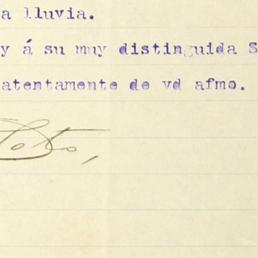 a lluvia.
y á su muy distinguida S
atentamente de vd afmo.